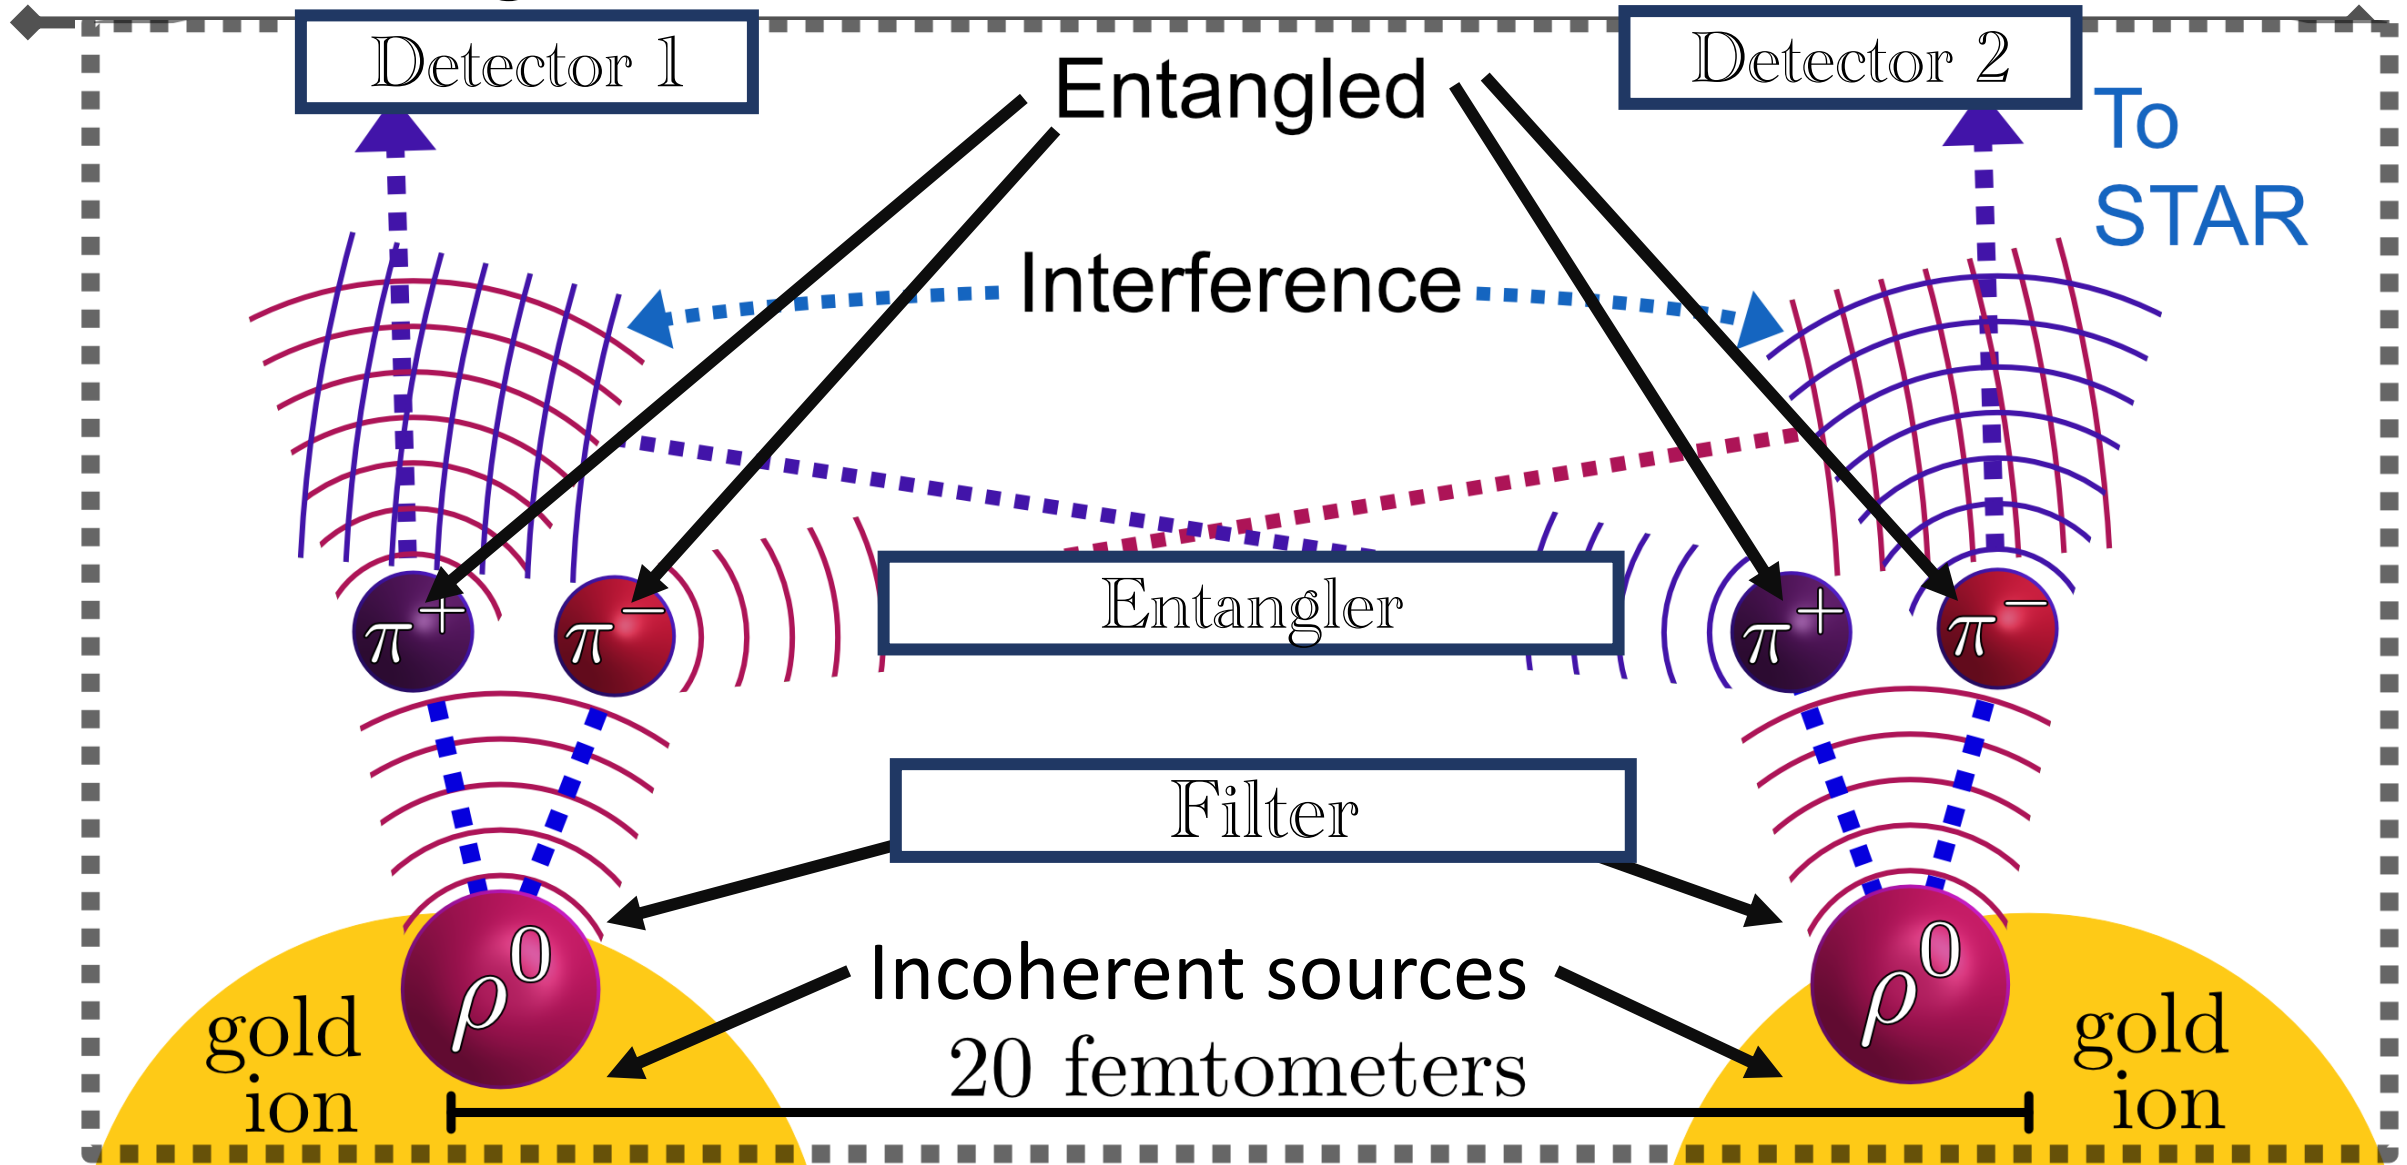 Detector 1
Entangled
Detector 2
To
STAR
Interference
π+
π−
Entangler
π+
π−
Filter
ρ0
Incoherent sources
ρ0
gold
ion
20 femtometers
gold
ion